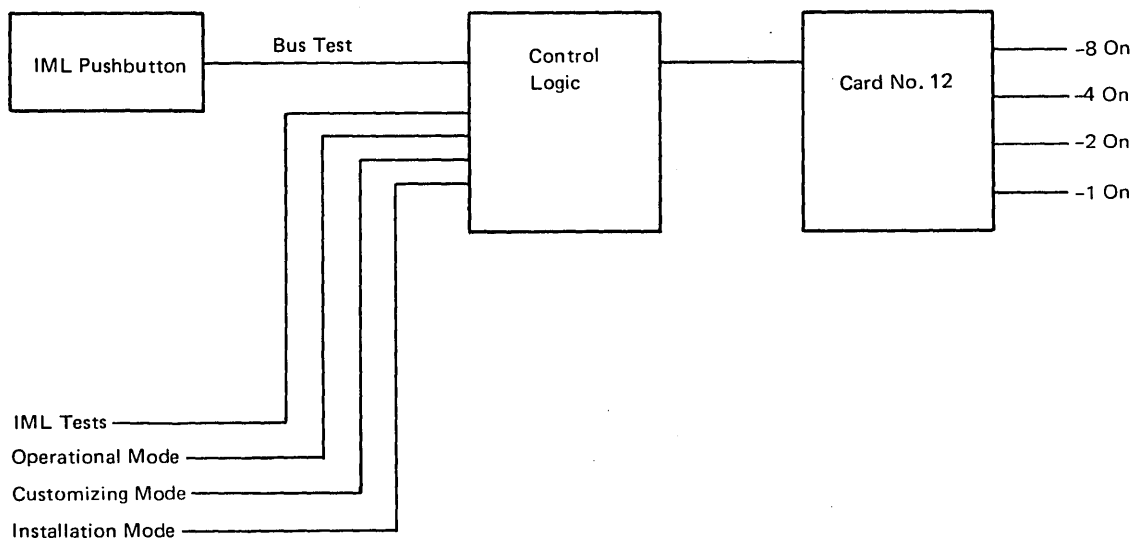 IML Pushbutton
Bus Test
Control
Logic
Card No. 12
-8 On
-4 On
-2 On
-1 On
IML Tests
Operational Mode
Customizing Mode
Installation Mode